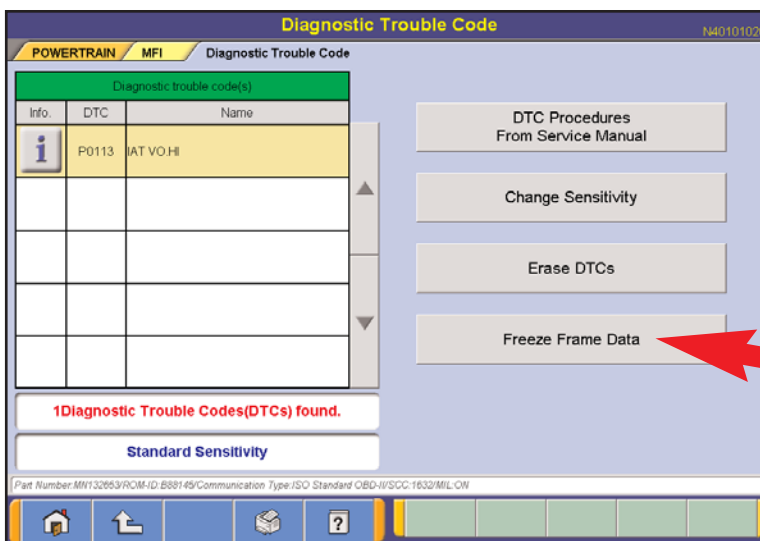 Diagnostic Trouble Code
N4010102
POWERTRAIN MFI Diagnostic Trouble Code
Diagnostic trouble code(s)
Info. DTC Name
i P0113 IAT VO.HI
DTC Procedures
From Service Manual
Change Sensitivity
Erase DTCs
Freeze Frame Data
1Diagnostic Trouble Codes(DTCs) found.
Standard Sensitivity
Part Number:MN132653/ROM-ID:B88145/Communication Type:ISO Standard OBD-II/SCC:1632/MIL:ON
?